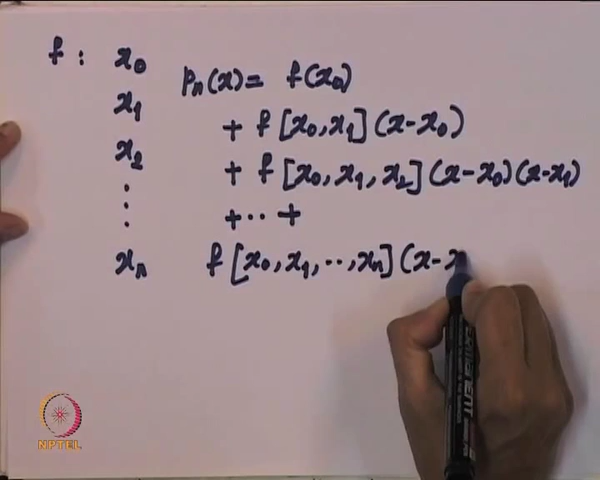 f : x₀
x₁
x₂
⋮
xₙ
pₙ(x) = f(x₀)
+ f[x₀,x₁](x-x₀)
+ f[x₀,x₁,x₂](x-x₀)(x-x₁)
+ ·· +
f[x₀,x₁,··,xₙ](x-x
NPTEL